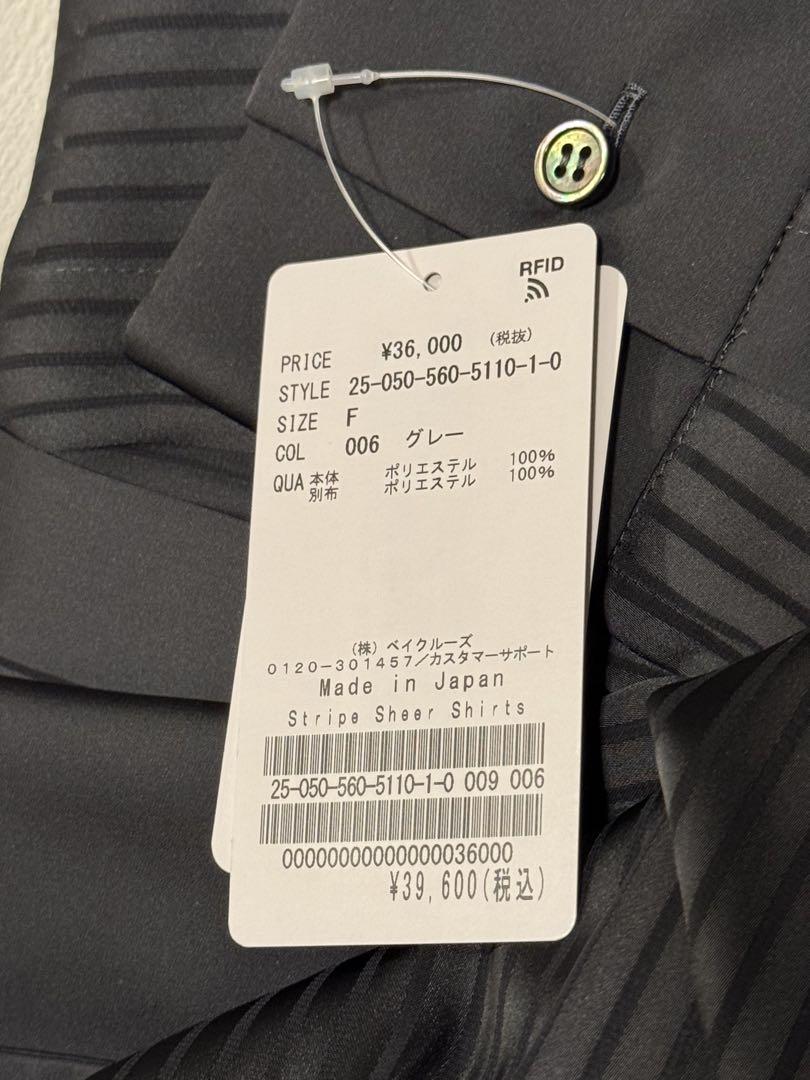 RFID
PRICE ¥36,000 (税抜)
STYLE 25-050-560-5110-1-0
SIZE F
COL 006 グレー
QUA 本体 ポリエステル 100%
別布 ポリエステル 100%
(株) ベイクルーズ
0120-301457/カスタマーサポート
Made in Japan
Stripe Sheer Shirts
25-050-560-5110-1-0 009 006
00000000000000036000
¥39,600(税込)